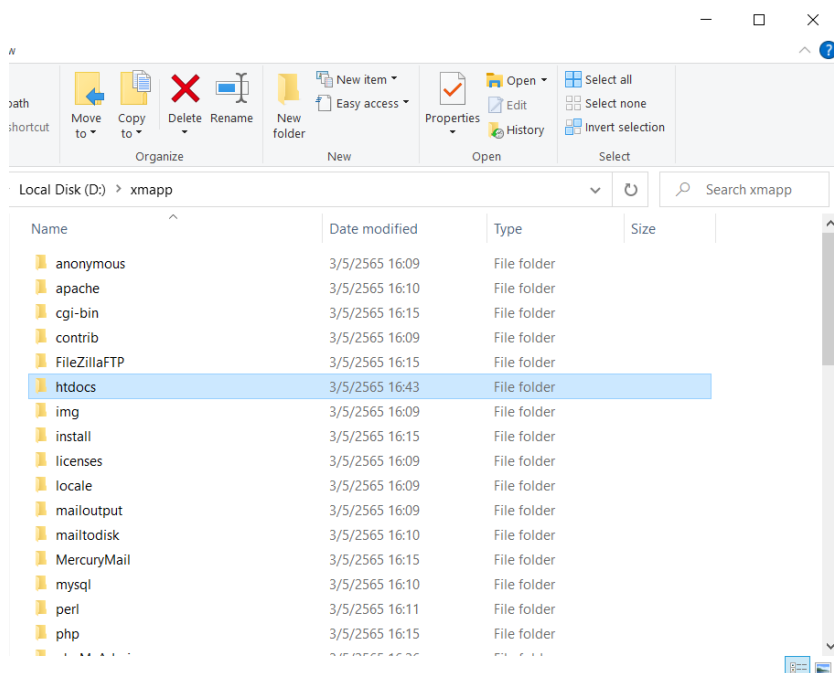 w
path
shortcut
Move to
Copy to
Delete
Rename
New folder
New item
Easy access
Properties
Open
Edit
History
Select all
Select none
Invert selection
Organize
New
Open
Select
Local Disk (D:) > xmapp
Search xmapp
Name Date modified Type Size
anonymous 3/5/2565 16:09 File folder
apache 3/5/2565 16:10 File folder
cgi-bin 3/5/2565 16:15 File folder
contrib 3/5/2565 16:09 File folder
FileZillaFTP 3/5/2565 16:15 File folder
htdocs 3/5/2565 16:43 File folder
img 3/5/2565 16:09 File folder
install 3/5/2565 16:15 File folder
licenses 3/5/2565 16:09 File folder
locale 3/5/2565 16:09 File folder
mailoutput 3/5/2565 16:09 File folder
mailtodisk 3/5/2565 16:10 File folder
MercuryMail 3/5/2565 16:15 File folder
mysql 3/5/2565 16:10 File folder
perl 3/5/2565 16:11 File folder
php 3/5/2565 16:15 File folder